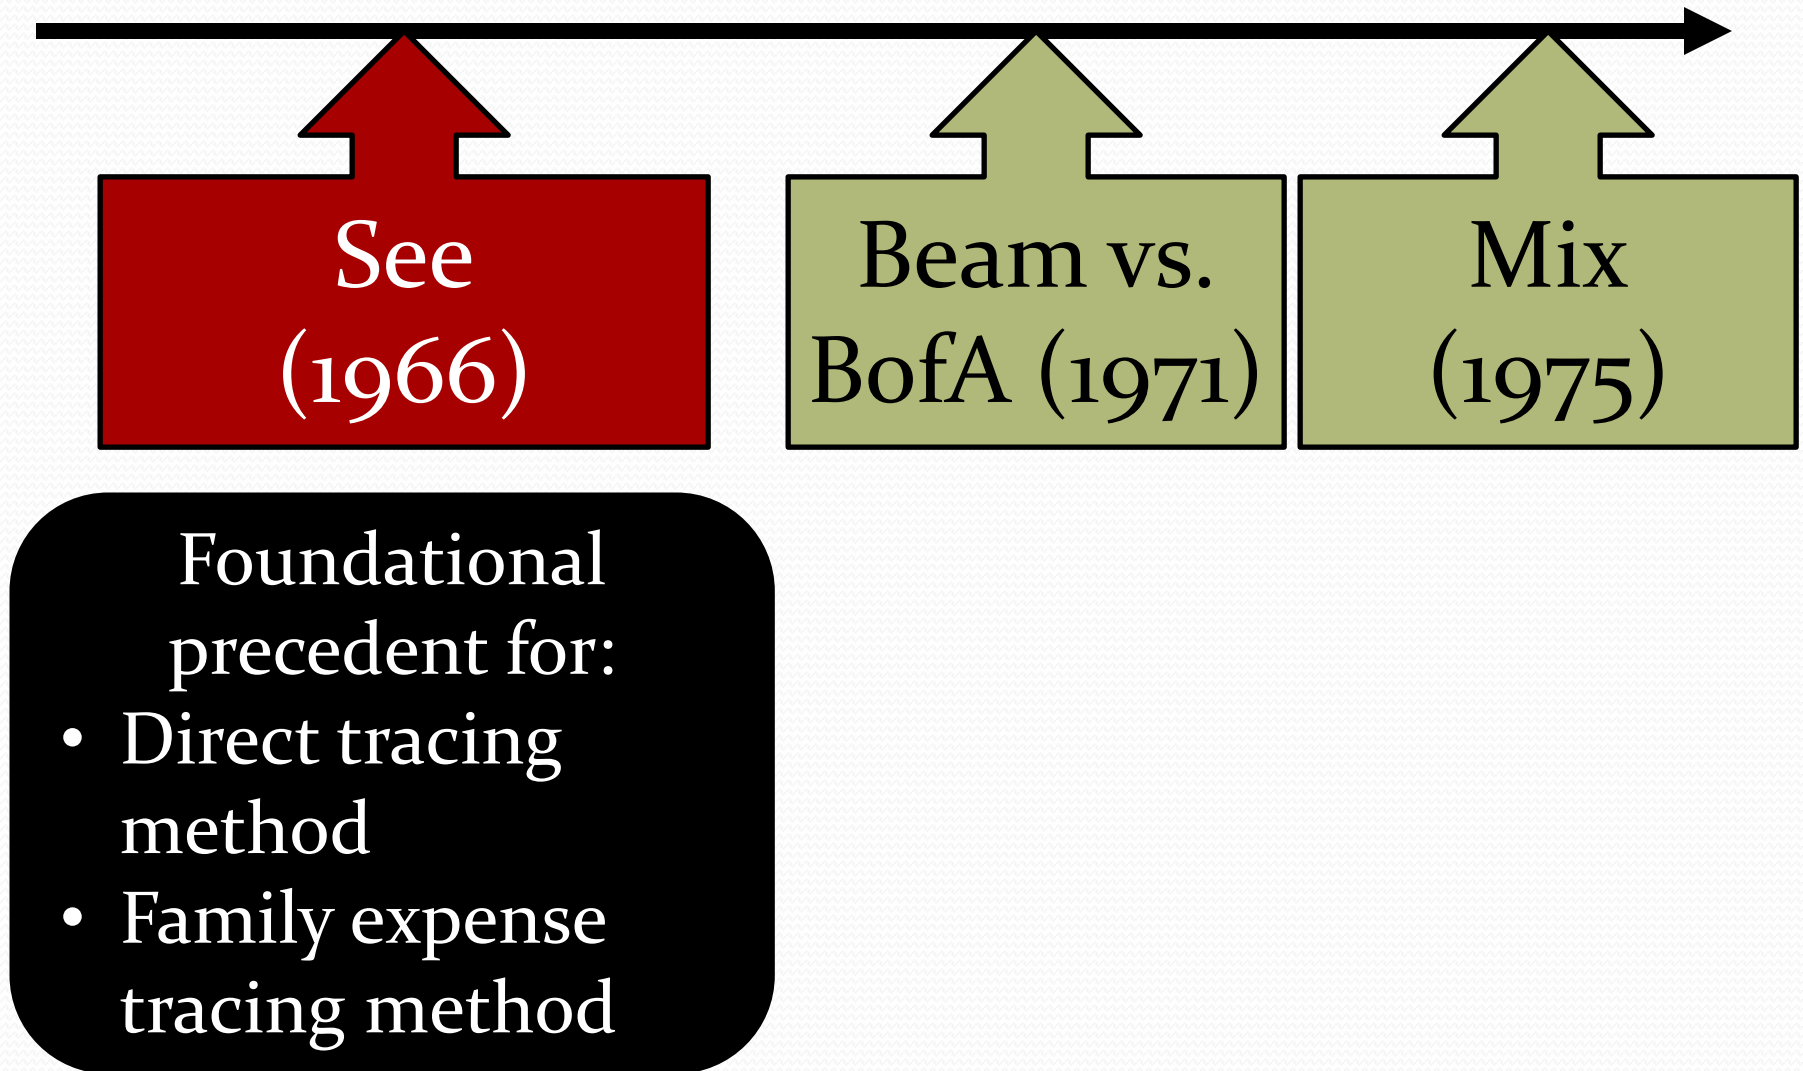 See
(1966)
Beam vs.
BofA (1971)
Mix
(1975)
Foundational
precedent for:
• Direct tracing
method
• Family expense
tracing method